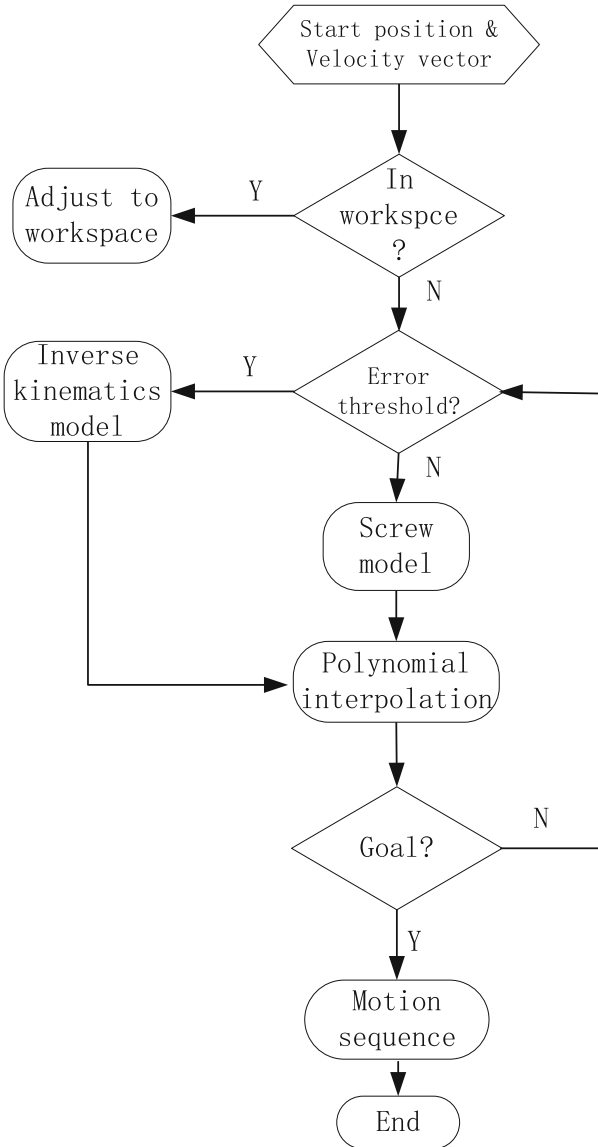 Start position &
Velocity vector
In
workspce
?
Y
Adjust to
workspace
N
Error
threshold?
Y
Inverse
kinematics
model
N
Screw
model
Polynomial
interpolation
Goal?
N
Y
Motion
sequence
End